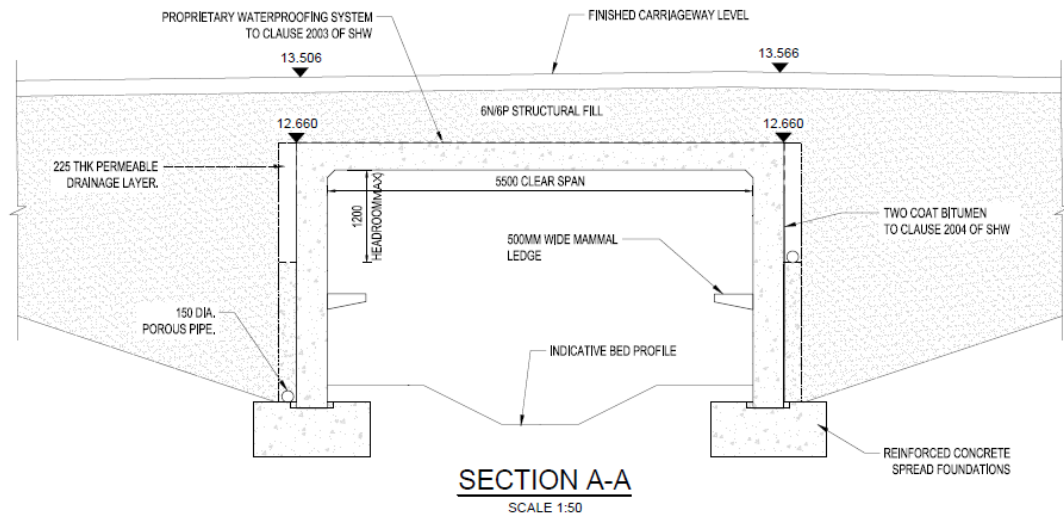 PROPRIETARY WATERPROOFING SYSTEM
TO CLAUSE 2003 OF SHW
FINISHED CARRIAGEWAY LEVEL
13.506
13.566
6N/6P STRUCTURAL FILL
12.660
12.660
225 THK PERMEABLE
DRAINAGE LAYER.
1200
HEADROOM(MAX)
5500 CLEAR SPAN
TWO COAT BITUMEN
TO CLAUSE 2004 OF SHW
500MM WIDE MAMMAL
LEDGE
150 DIA.
POROUS PIPE.
INDICATIVE BED PROFILE
REINFORCED CONCRETE
SPREAD FOUNDATIONS
SECTION A-A
SCALE 1:50